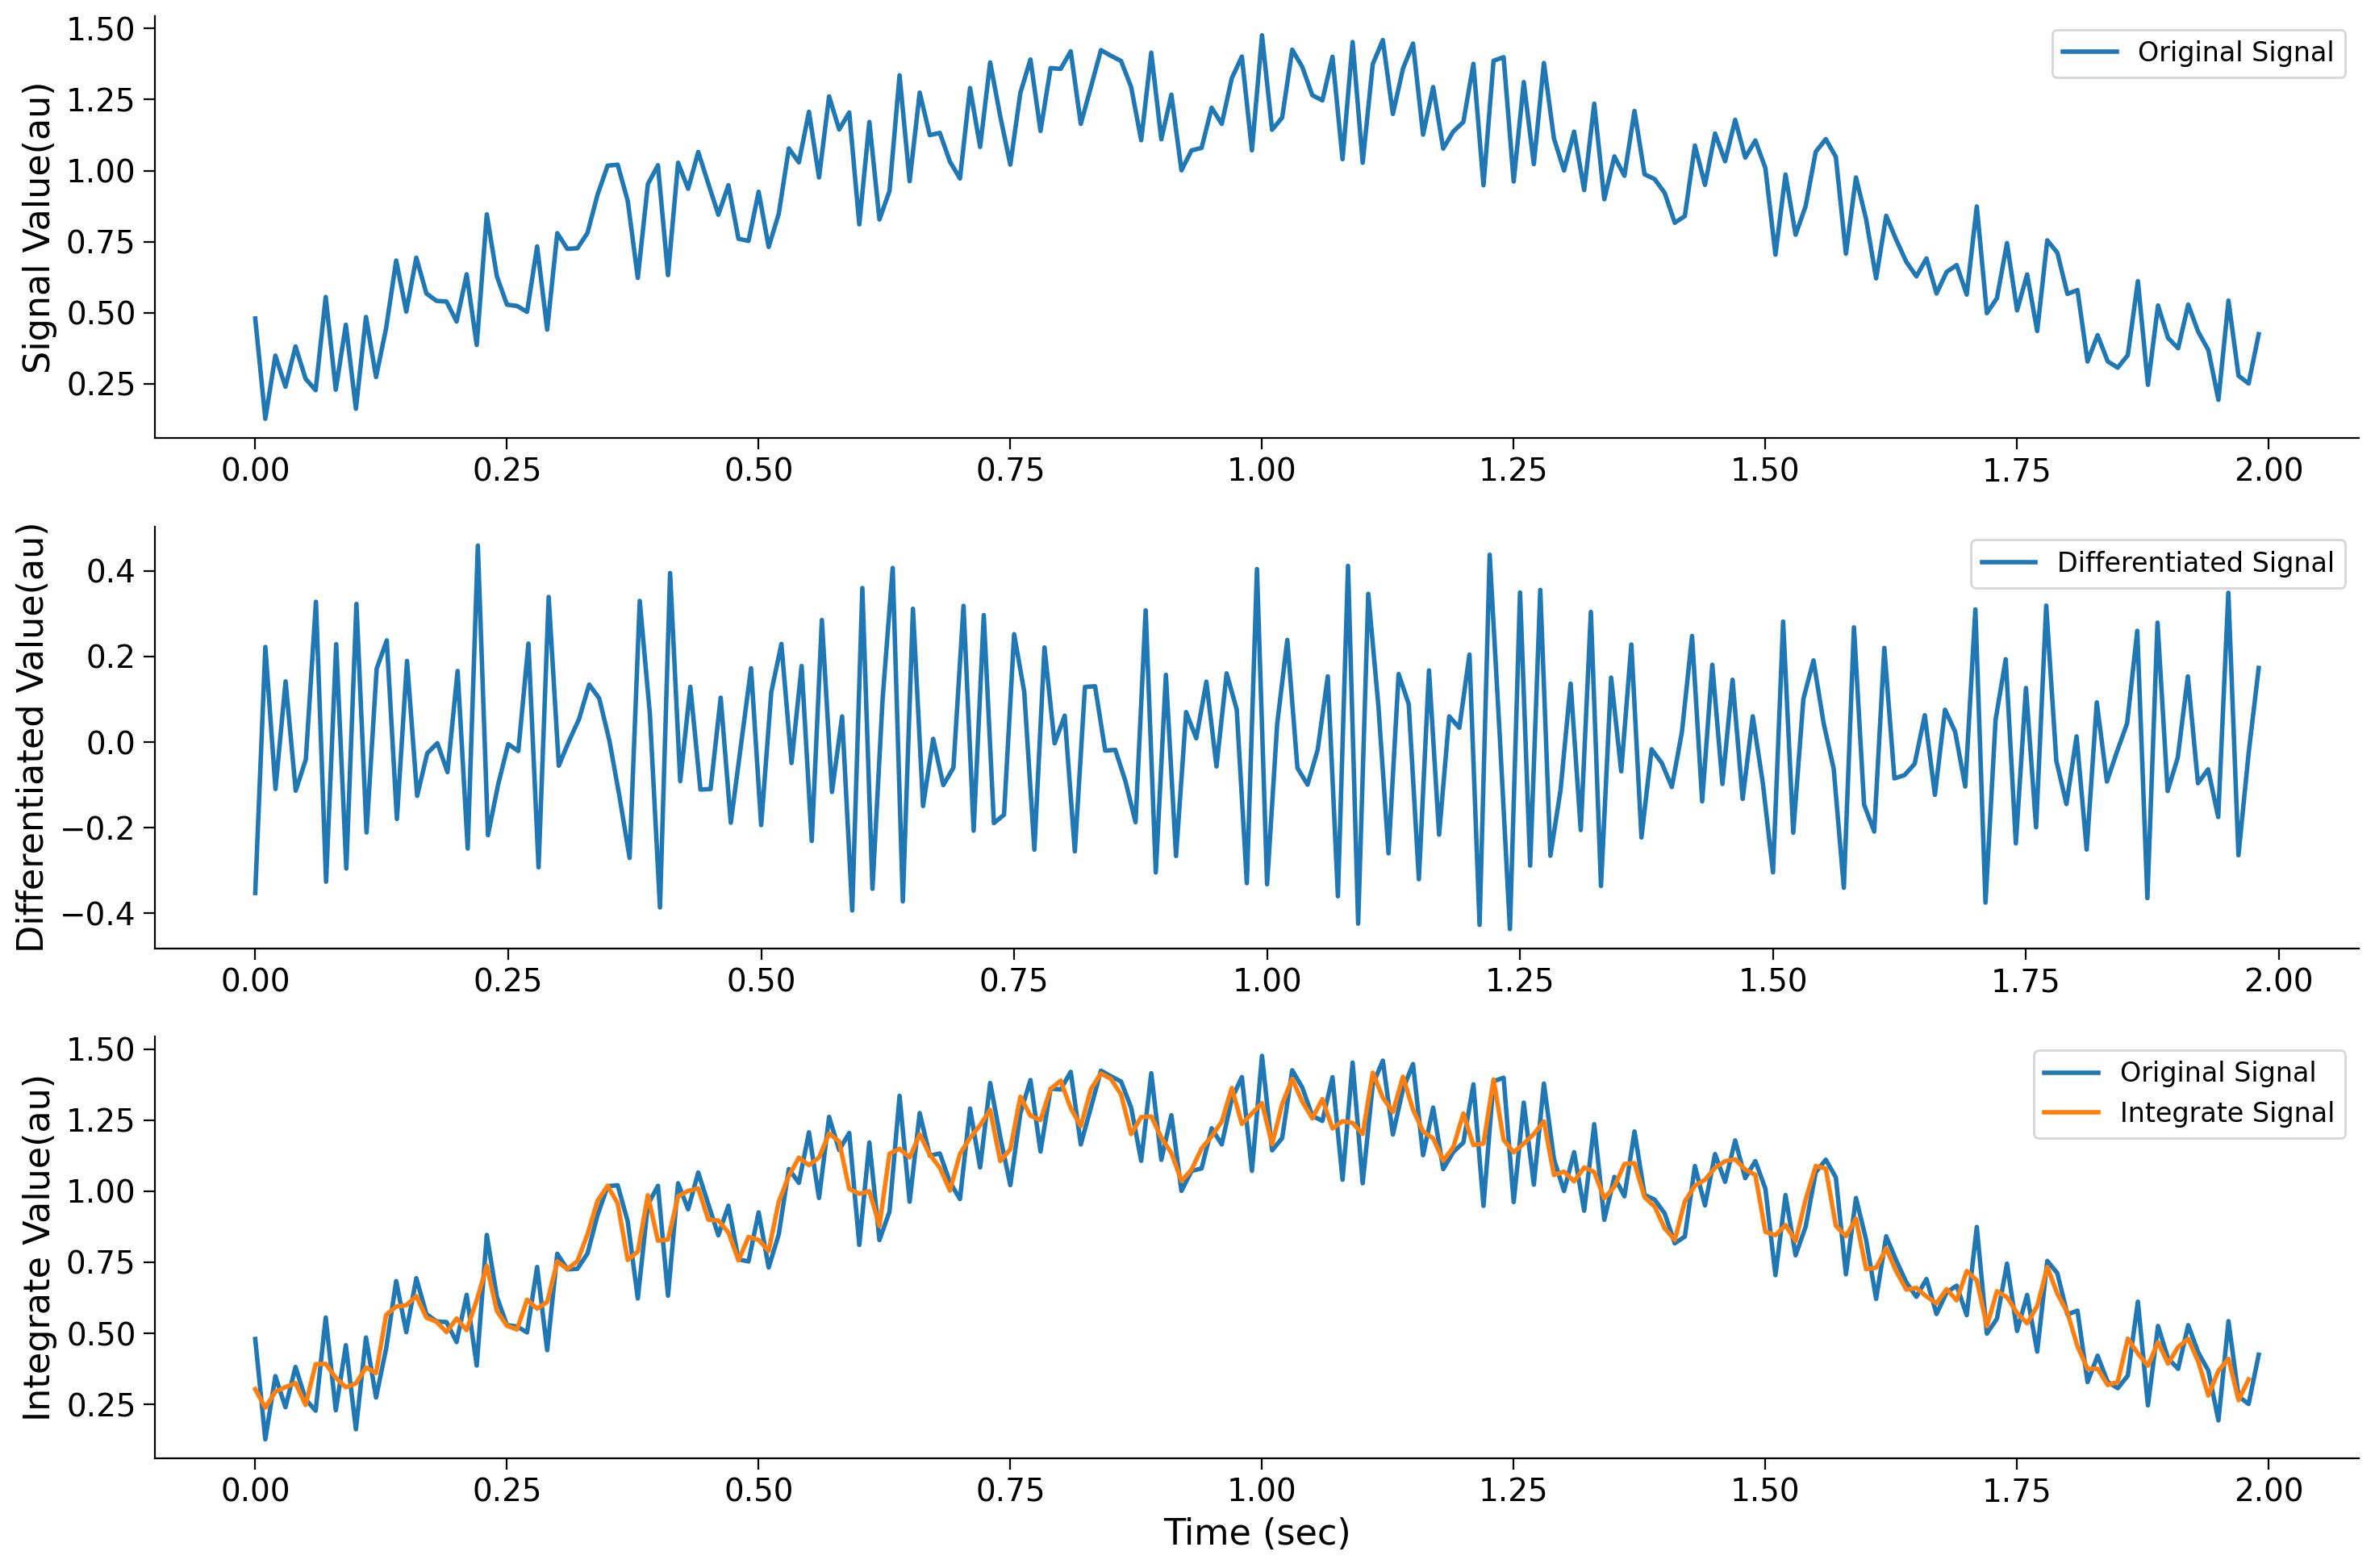 Signal Value(au)
1.50
1.25
1.00
0.75
0.50
0.25
Original Signal
0.00 0.25 0.50 0.75 1.00 1.25 1.50 1.75 2.00
Differentiated Value(au)
0.4
0.2
0.0
−0.2
−0.4
Differentiated Signal
0.00 0.25 0.50 0.75 1.00 1.25 1.50 1.75 2.00
Integrate Value(au)
1.50
1.25
1.00
0.75
0.50
0.25
Original Signal
Integrate Signal
0.00 0.25 0.50 0.75 1.00 1.25 1.50 1.75 2.00
Time (sec)